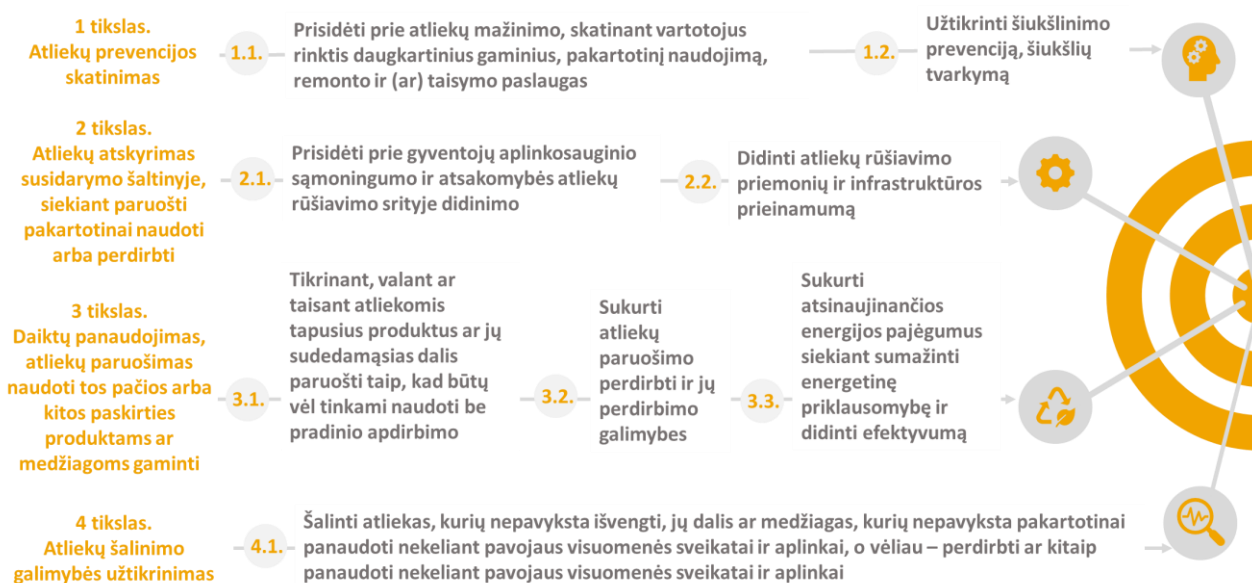 1 tikslas.
Atliekų prevencijos
skatinimas
1.1.
Prisidėti prie atliekų mažinimo, skatinant vartotojus
rinktis daugkartinius gaminius, pakartotinį naudojimą,
remonto ir (ar) taisymo paslaugas
1.2.
Užtikrinti šiukšlinimo
prevenciją, šiukšlių
tvarkymą
2 tikslas.
Atliekų atskyrimas
susidarymo šaltinyje,
siekiant paruošti
pakartotinai naudoti
arba perdirbti
2.1.
Prisidėti prie gyventojų aplinkosauginio
sąmoningumo ir atsakomybės atliekų
rūšiavimo srityje didinimo
2.2.
Didinti atliekų rūšiavimo
priemonių ir infrastruktūros
prieinamumą
3 tikslas.
Daiktų panaudojimas,
atliekų paruošimas
naudoti tos pačios arba
kitos paskirties
produktams ar
medžiagoms gaminti
3.1.
Tikrinant, valant ar
taisant atliekomis
tapusius produktus ar jų
sudedamąsias dalis
paruošti taip, kad būtų
vėl tinkami naudoti be
pradinio apdirbimo
3.2.
Sukurti
atliekų
paruošimo
perdirbti ir jų
perdirbimo
galimybes
3.3.
Sukurti
atsinaujinančios
energijos pajėgumus
siekiant sumažinti
energetinę
priklausomybę ir
didinti efektyvumą
4 tikslas.
Atliekų šalinimo
galimybės užtikrinimas
4.1.
Šalinti atliekas, kurių nepavyksta išvengti, jų dalis ar medžiagas, kurių nepavyksta pakartotinai
panaudoti nekeliant pavojaus visuomenės sveikatai ir aplinkai, o vėliau – perdirbti ar kitaip
panaudoti nekeliant pavojaus visuomenės sveikatai ir aplinkai